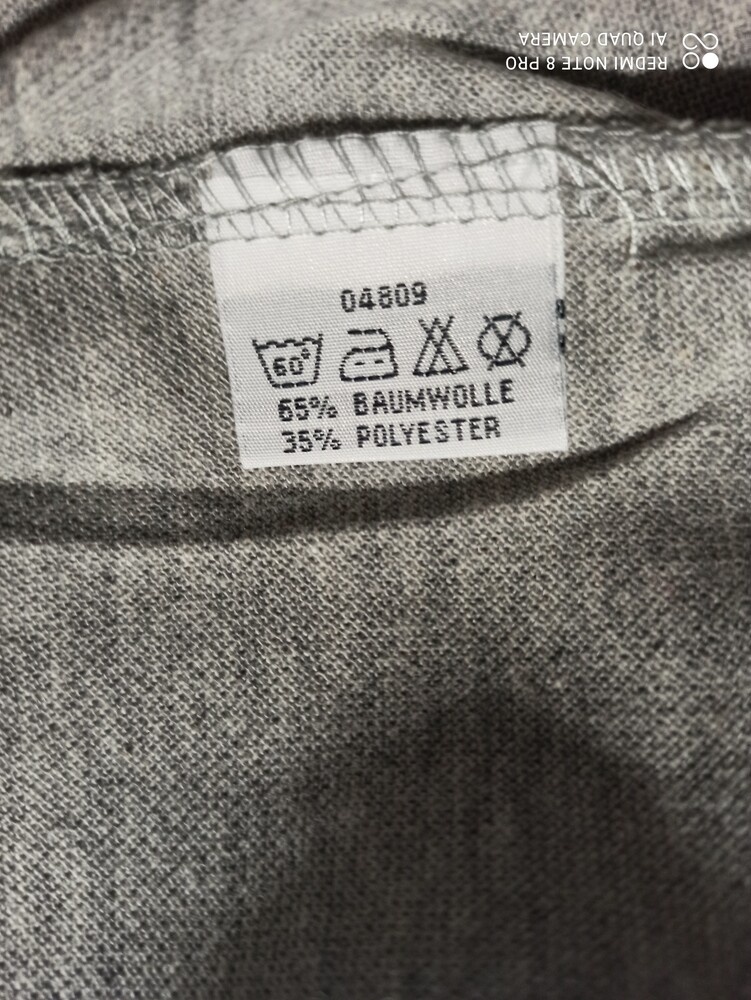 REDMI NOTE 8 PRO
AI QUAD CAMERA
04809
60°
65% BAUMWOLLE
35% POLYESTER